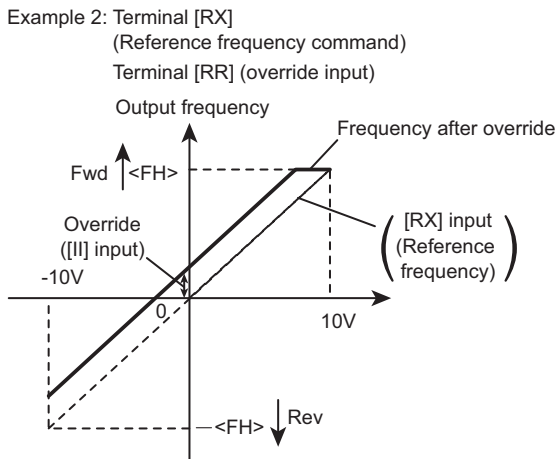 Example 2: Terminal [RX]
(Reference frequency command)
Terminal [RR] (override input)
Output frequency
Frequency after override
Fwd
<FH>
Override
([II] input)
[RX] input
(Reference
frequency)
-10V
0
10V
—<FH>
Rev